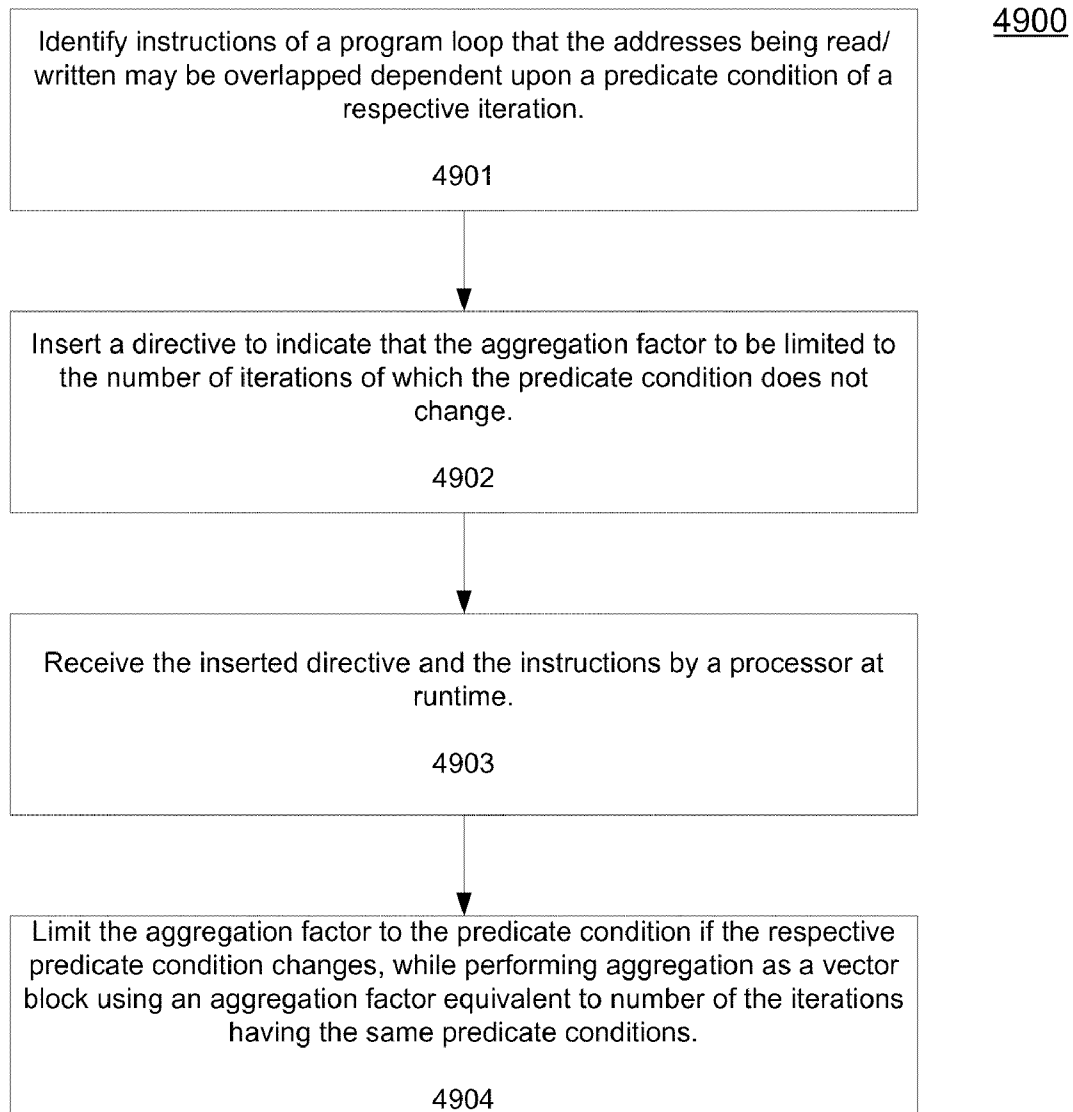 4900
Identify instructions of a program loop that the addresses being read/
written may be overlapped dependent upon a predicate condition of a
respective iteration.
4901
Insert a directive to indicate that the aggregation factor to be limited to
the number of iterations of which the predicate condition does not
change.
4902
Receive the inserted directive and the instructions by a processor at
runtime.
4903
Limit the aggregation factor to the predicate condition if the respective
predicate condition changes, while performing aggregation as a vector
block using an aggregation factor equivalent to number of the iterations
having the same predicate conditions.
4904